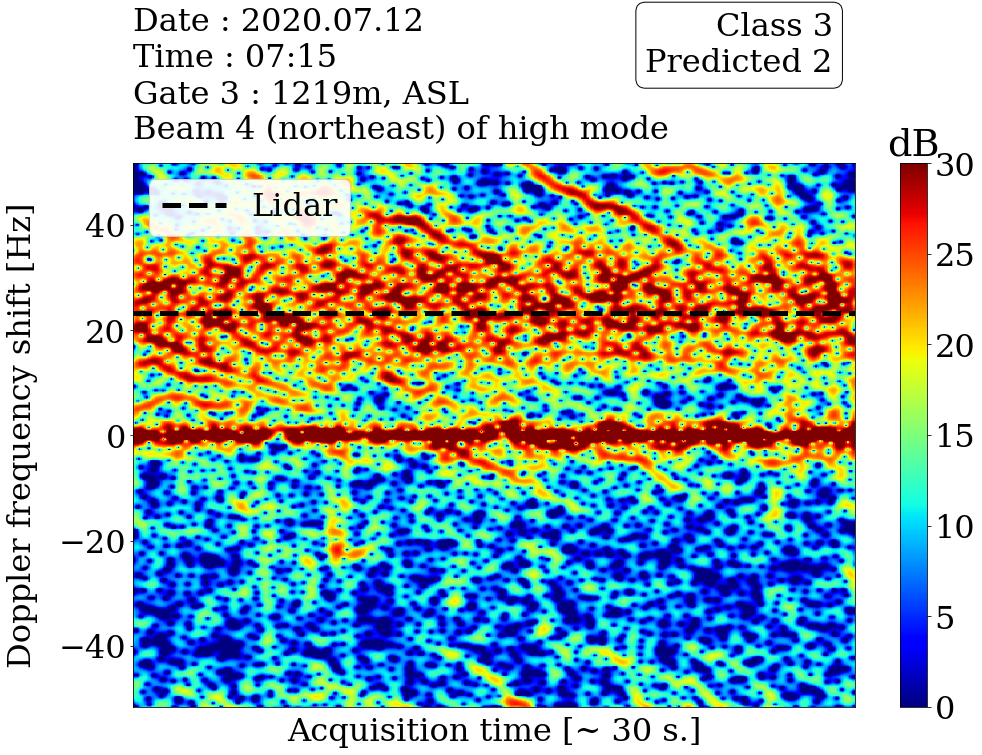 Date : 2020.07.12
Time : 07:15
Gate 3 : 1219m, ASL
Beam 4 (northeast) of high mode
Class 3
Predicted 2
dB
Lidar
40
20
0
−20
−40
Doppler frequency shift [Hz]
Acquisition time [~ 30 s.]
30
25
20
15
10
5
0